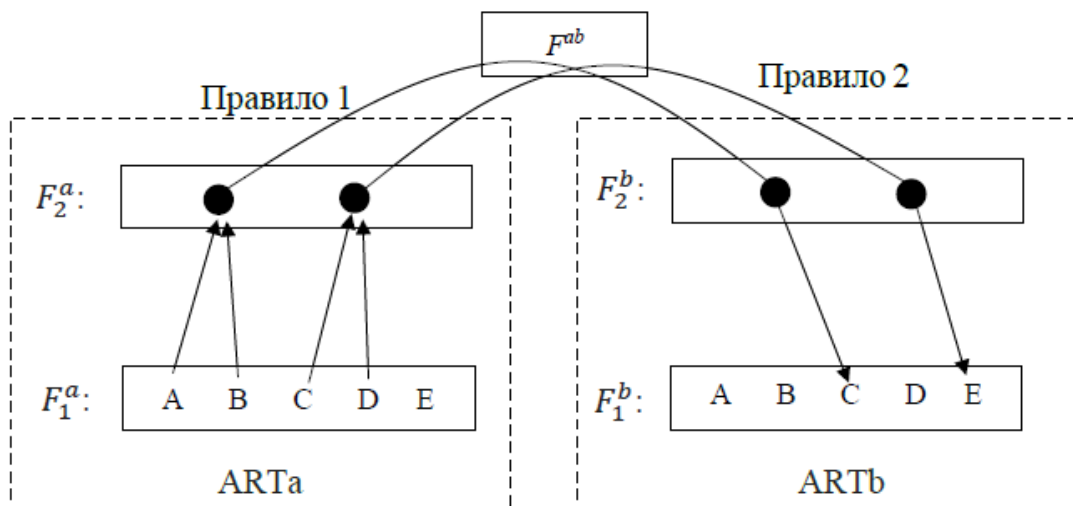 F^{ab}
Правило 1
Правило 2
F_2^a:
F_2^b:
F_1^a: A B C D E
F_1^b: A B C D E
ARTa
ARTb